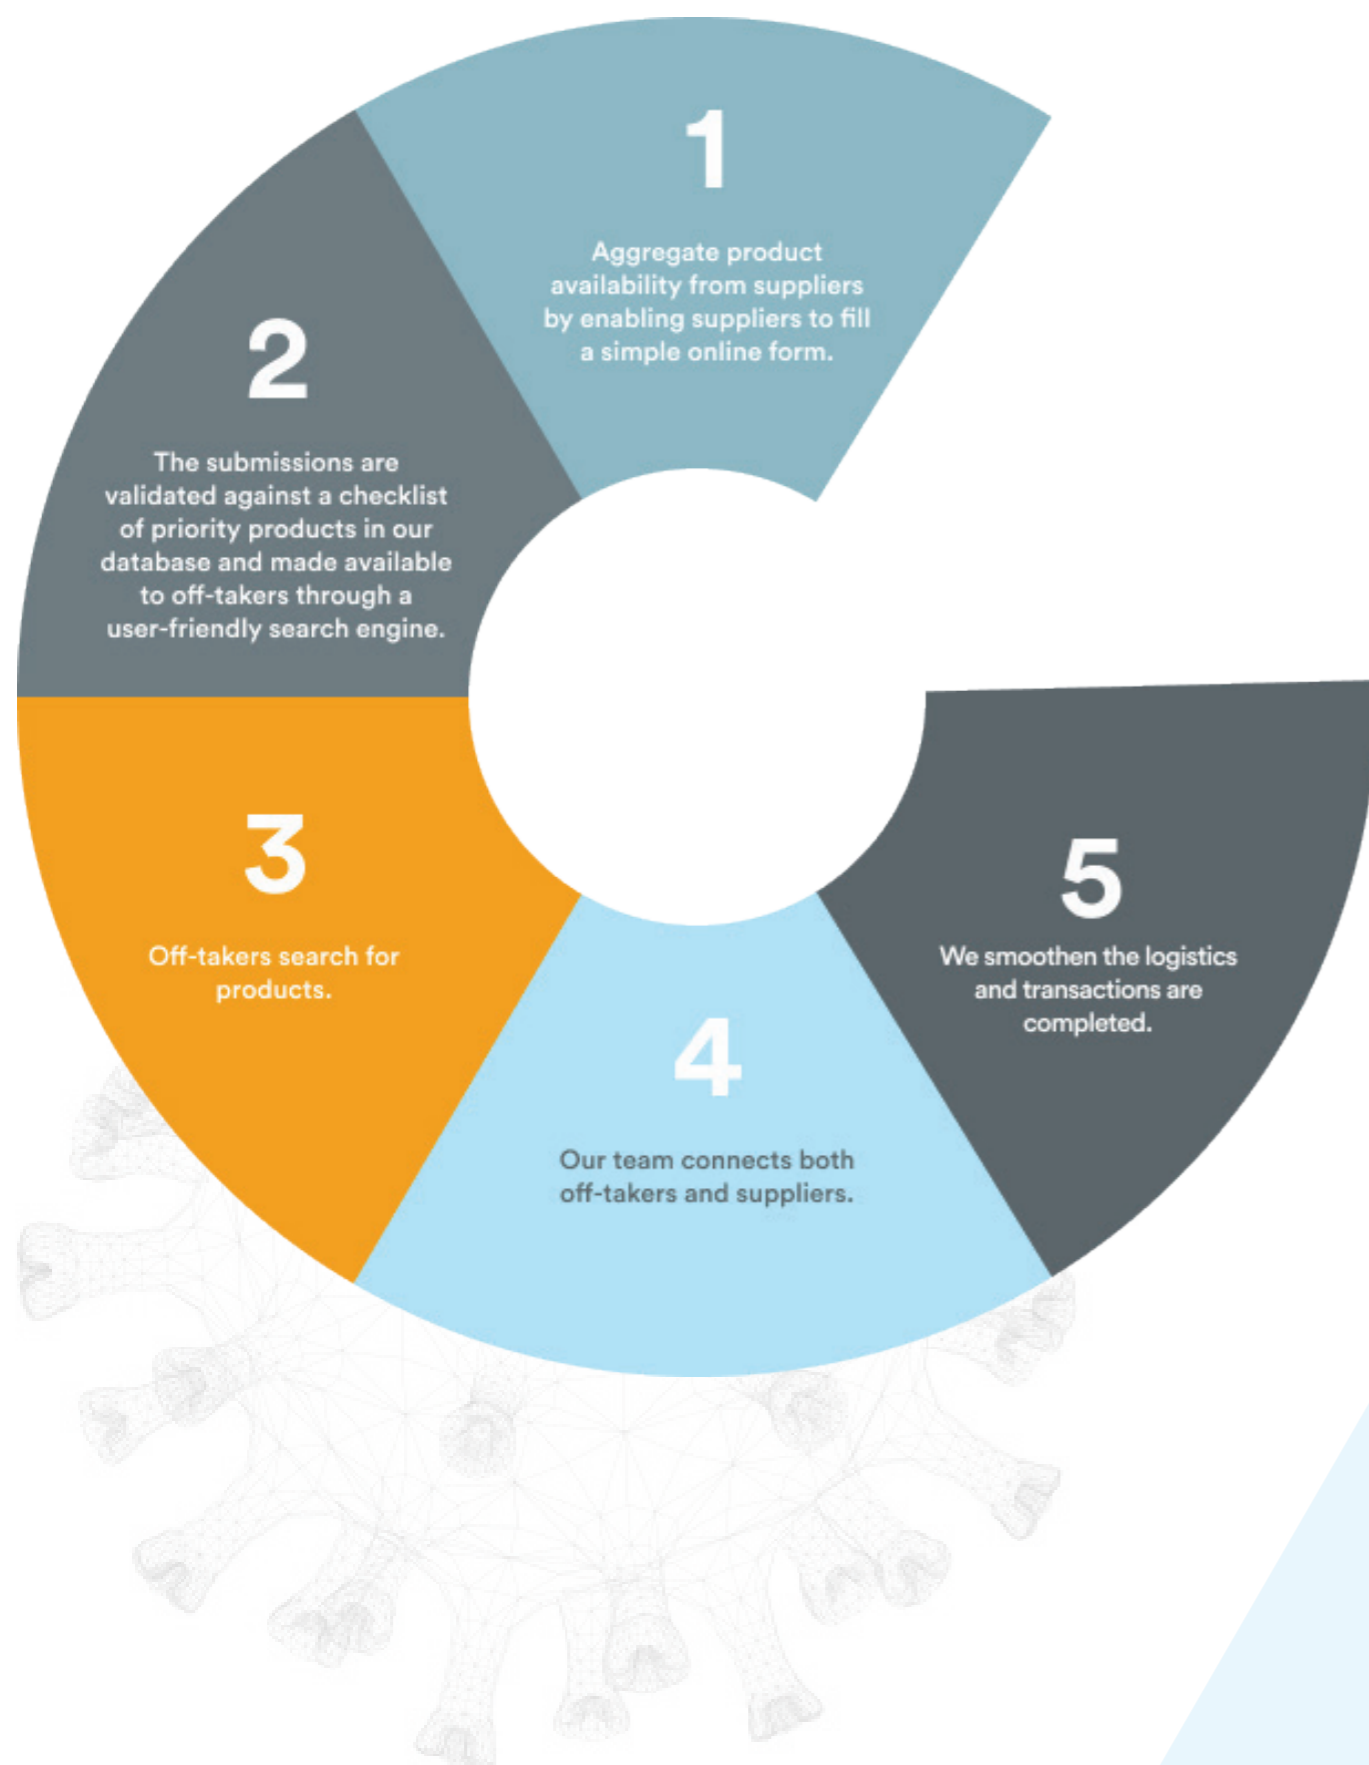 1
Aggregate product
availability from suppliers
by enabling suppliers to fill
a simple online form.
2
The submissions are
validated against a checklist
of priority products in our
database and made available
to off-takers through a
user-friendly search engine.
3
Off-takers search for
products.
4
Our team connects both
off-takers and suppliers.
5
We smoothen the logistics
and transactions are
completed.